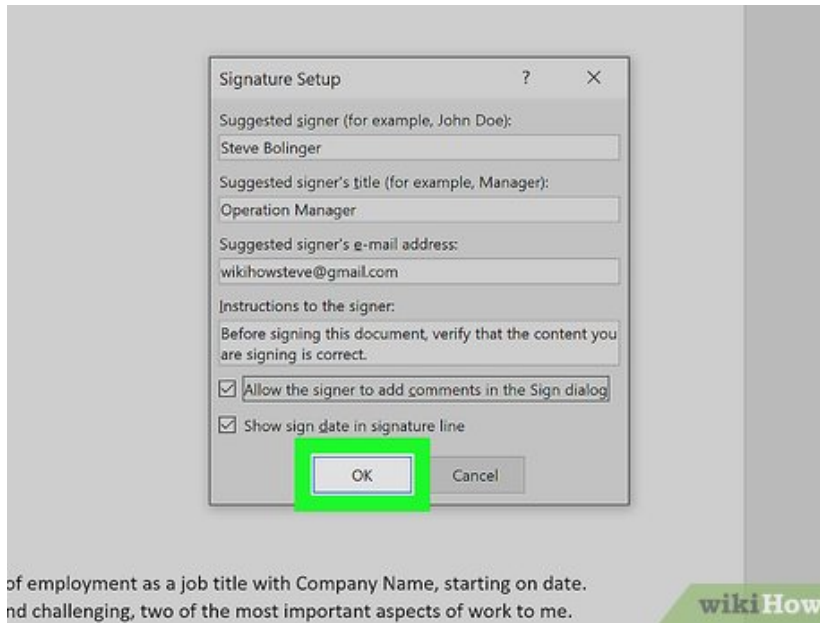 Signature Setup ? ×
Suggested signer (for example, John Doe):
Steve Bolinger
Suggested signer's title (for example, Manager):
Operation Manager
Suggested signer's e-mail address:
wikihowsteve@gmail.com
Instructions to the signer:
Before signing this document, verify that the content you
are signing is correct.
Allow the signer to add comments in the Sign dialog
Show sign date in signature line
OK Cancel
of employment as a job title with Company Name, starting on date.
nd challenging, two of the most important aspects of work to me.
wikiHow